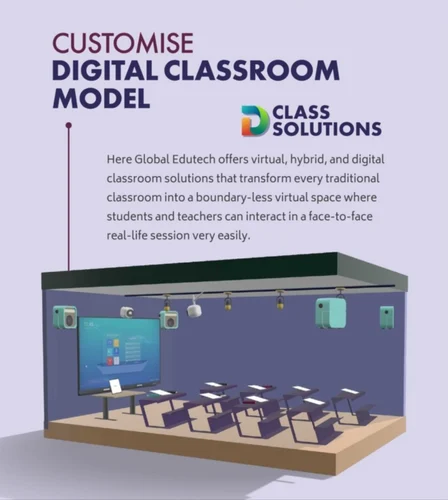 CUSTOMISE
DIGITAL CLASSROOM
MODEL
CLASS
SOLUTIONS
Here Global Edutech offers virtual, hybrid, and digital
classroom solutions that transform every traditional
classroom into a boundary-less virtual space where
students and teachers can interact in a face-to-face
real-life session very easily.